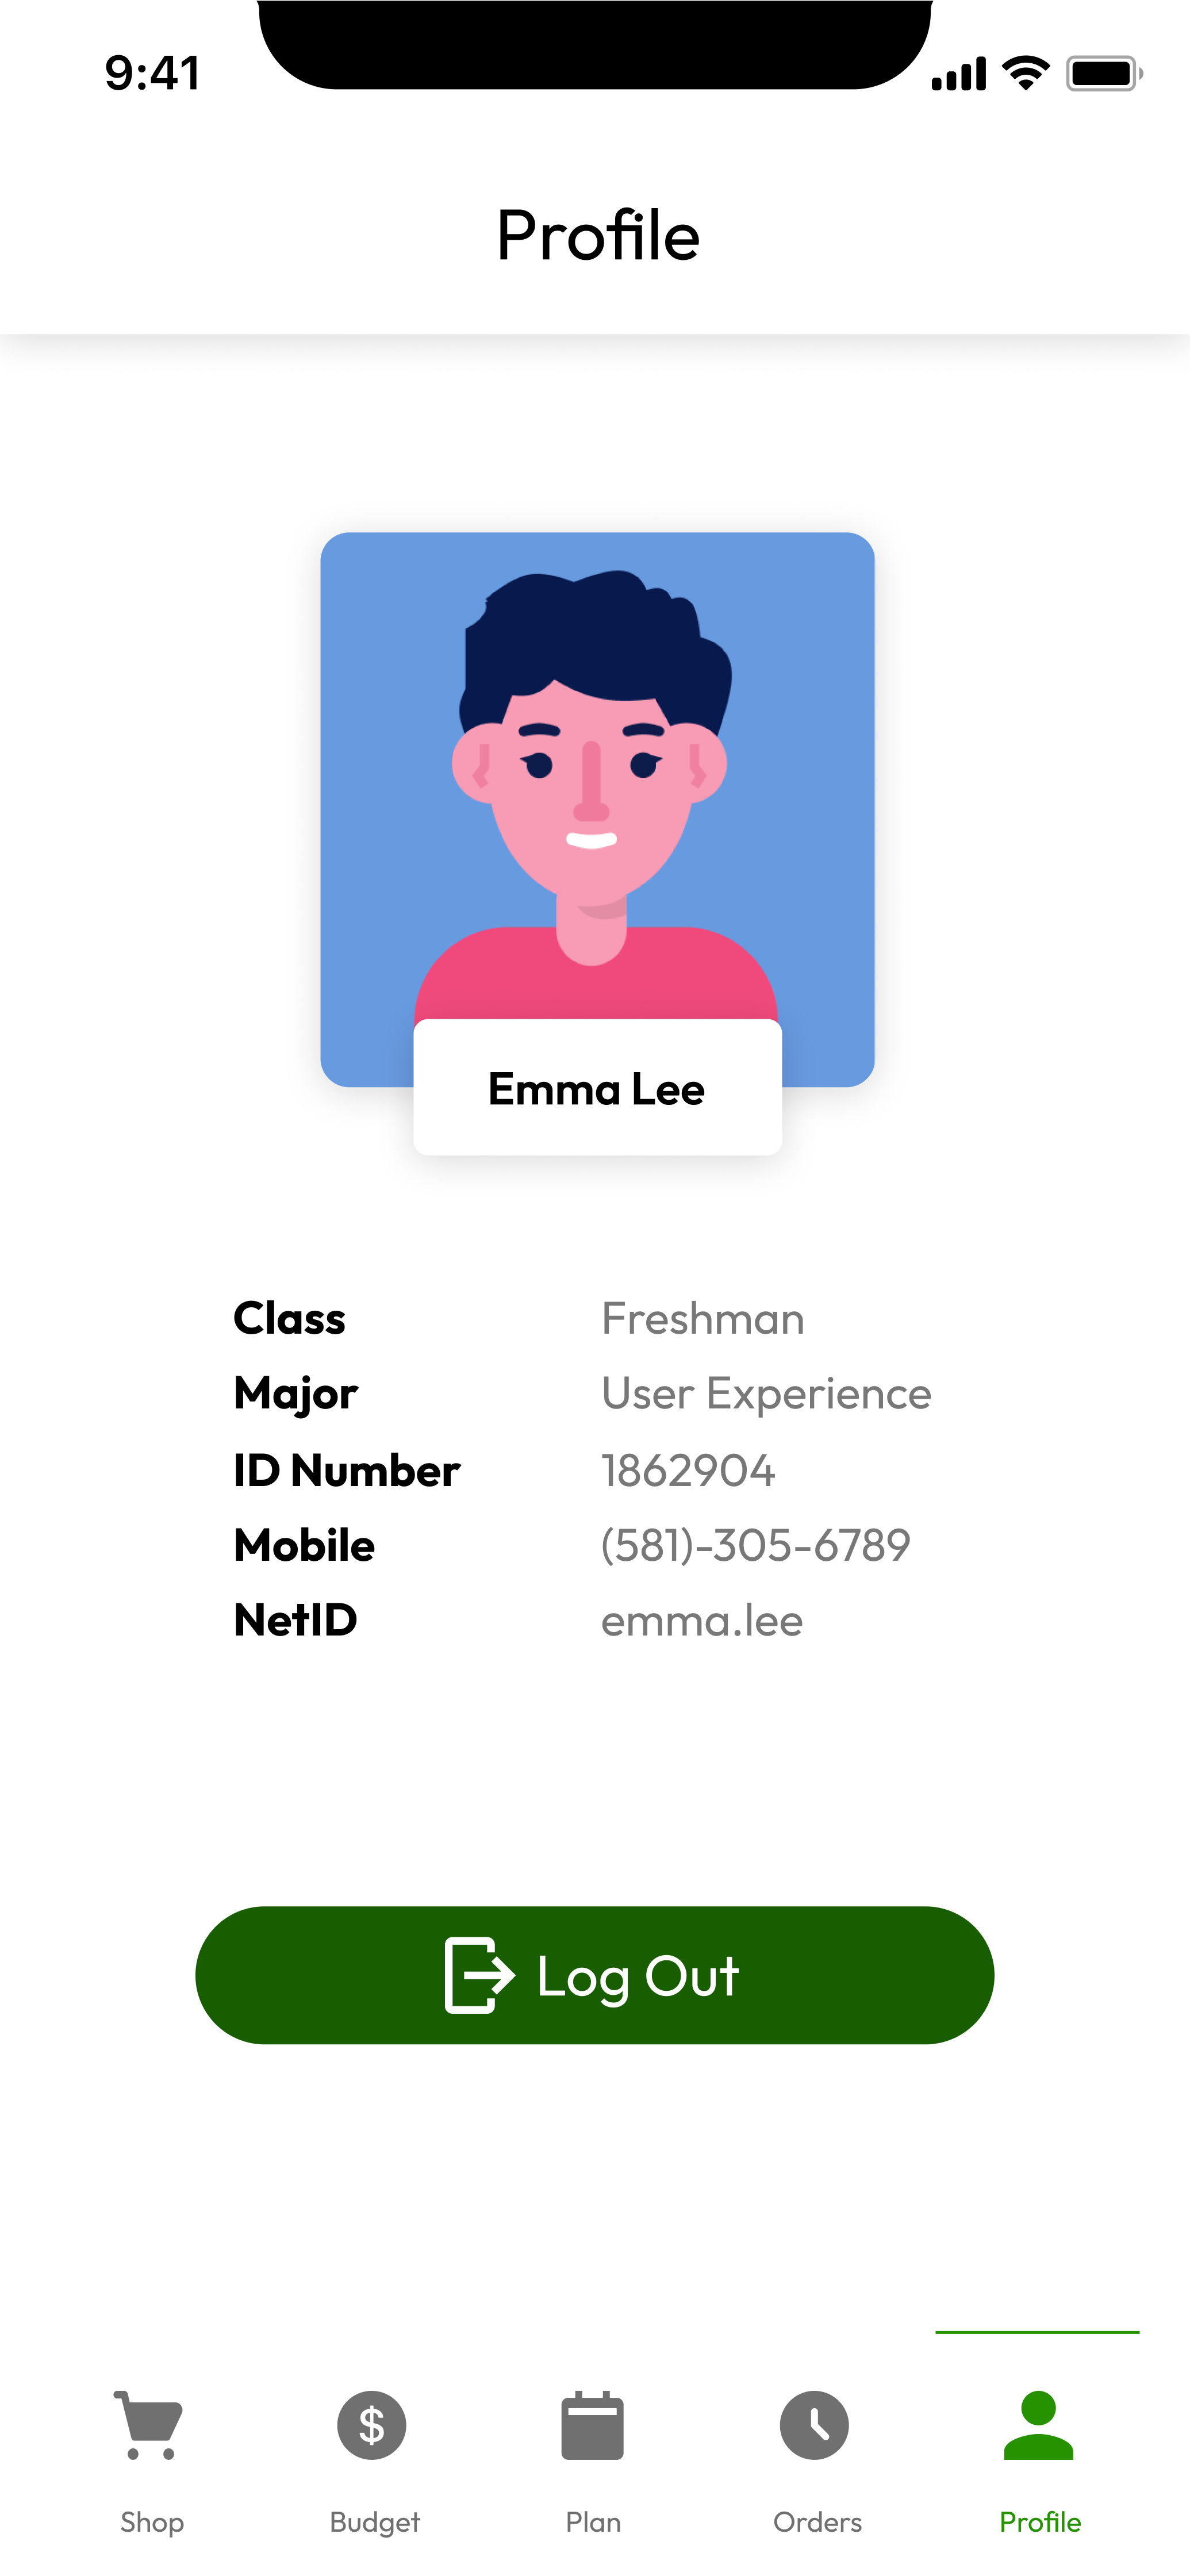 9:41
Profile
Emma Lee
Class Freshman
Major User Experience
ID Number 1862904
Mobile (581)-305-6789
NetID emma.lee
Log Out
$
Shop Budget Plan Orders Profile